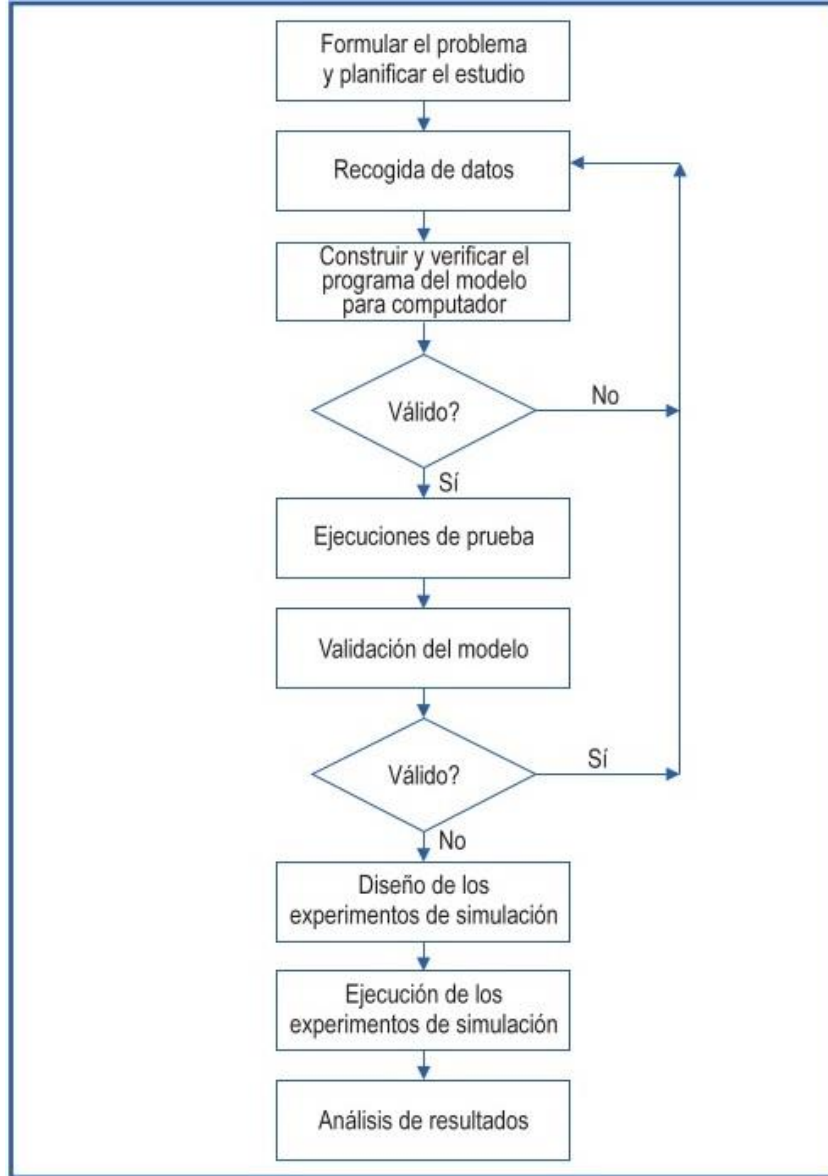 Formular el problema
y planificar el estudio
Recogida de datos
Construir y verificar el
programa del modelo
para computador
Válido?
No
Sí
Ejecuciones de prueba
Validación del modelo
Válido?
Sí
No
Diseño de los
experimentos de simulación
Ejecución de los
experimentos de simulación
Análisis de resultados